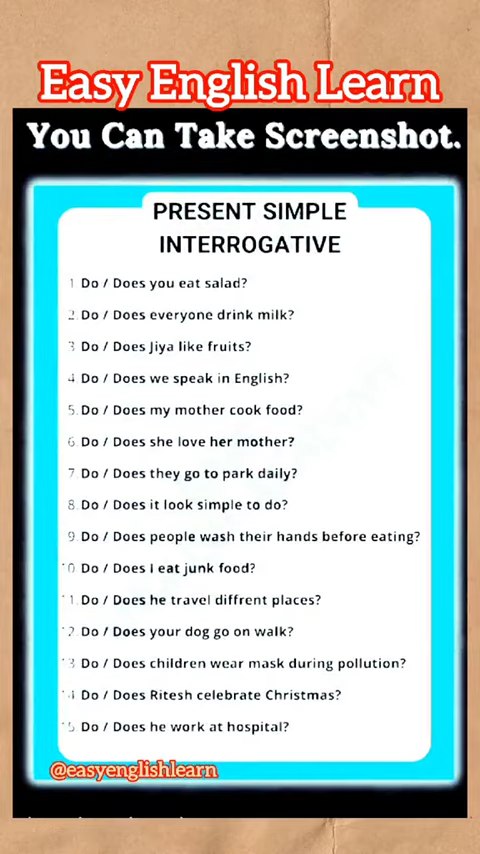 Easy English Learn
You Can Take Screenshot.
PRESENT SIMPLE
INTERROGATIVE
1 Do / Does you eat salad?
2. Do / Does everyone drink milk?
3. Do / Does Jiya like fruits?
4 Do / Does we speak in English?
5. Do / Does my mother cook food?
6. Do / Does she love her mother?
7. Do / Does they go to park daily?
8. Do / Does it look simple to do?
9. Do / Does people wash their hands before eating?
10. Do / Does I eat junk food?
11. Do / Does he travel diffrent places?
12. Do / Does your dog go on walk?
13. Do / Does children wear mask during pollution?
14. Do / Does Ritesh celebrate Christmas?
15. Do / Does he work at hospital?
@easyenglishlearn